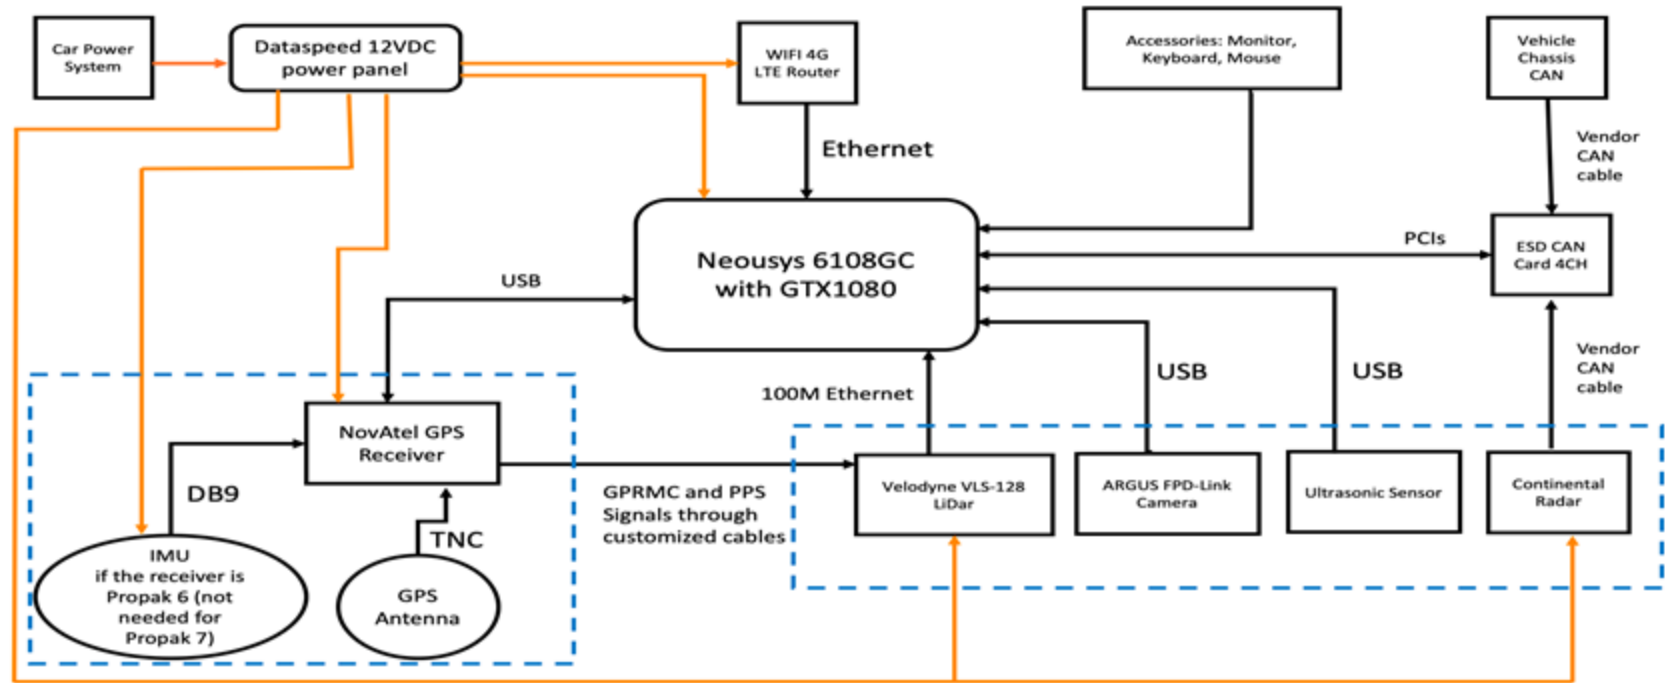 Car Power
System
Dataspeed 12VDC
power panel
WIFI 4G
LTE Router
Accessories: Monitor,
Keyboard, Mouse
Vehicle
Chassis
CAN
Ethernet
Vendor
CAN
cable
Neousys 6108GC
with GTX1080
PCIs
ESD CAN
Card 4CH
USB
100M Ethernet
USB
USB
Vendor
CAN
cable
NovAtel GPS
Receiver
DB9
TNC
GPRMC and PPS
Signals through
customized cables
Velodyne VLS-128
LiDar
ARGUS FPD-Link
Camera
Ultrasonic Sensor
Continental
Radar
IMU
if the receiver is
Propak 6 (not
needed for
Propak 7)
GPS
Antenna